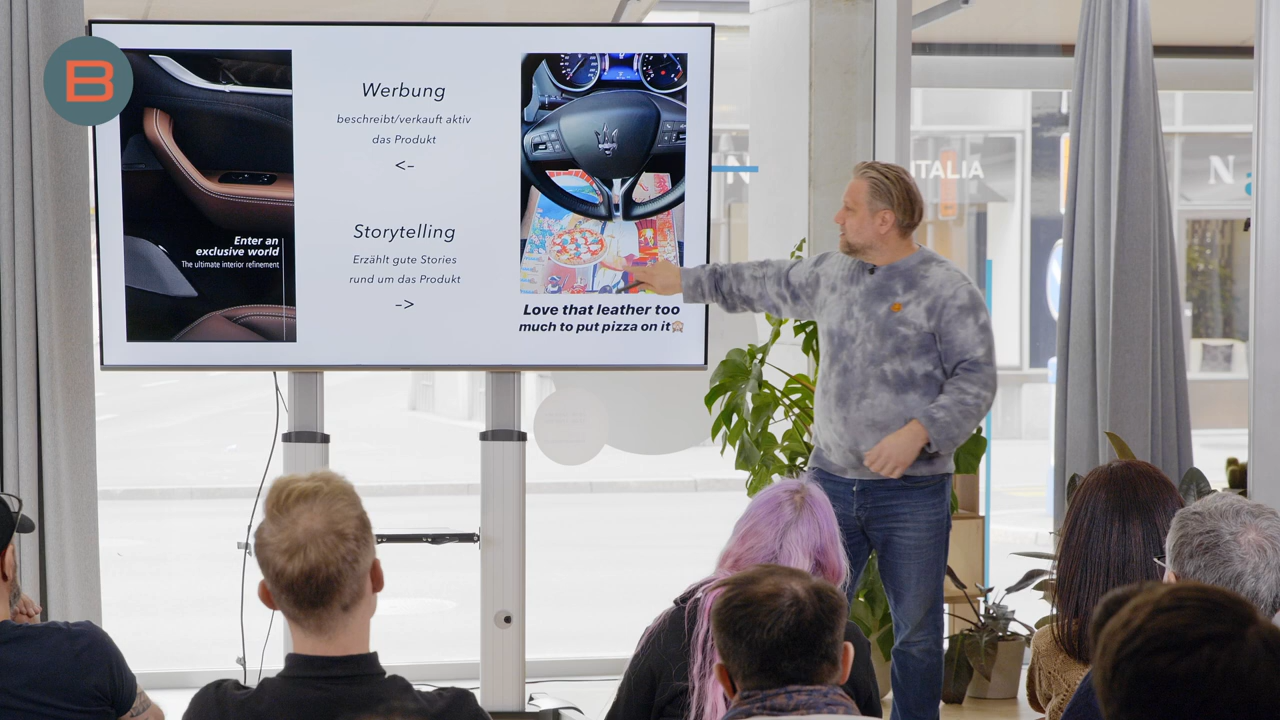 B
Werbung
beschreibt/verkauft aktiv
das Produkt
<-
Storytelling
Erzählt gute Stories
rund um das Produkt
->
Enter an
exclusive world
The ultimate interior refinement
Love that leather too
much to put pizza on it🙈
N
ITALIA
N